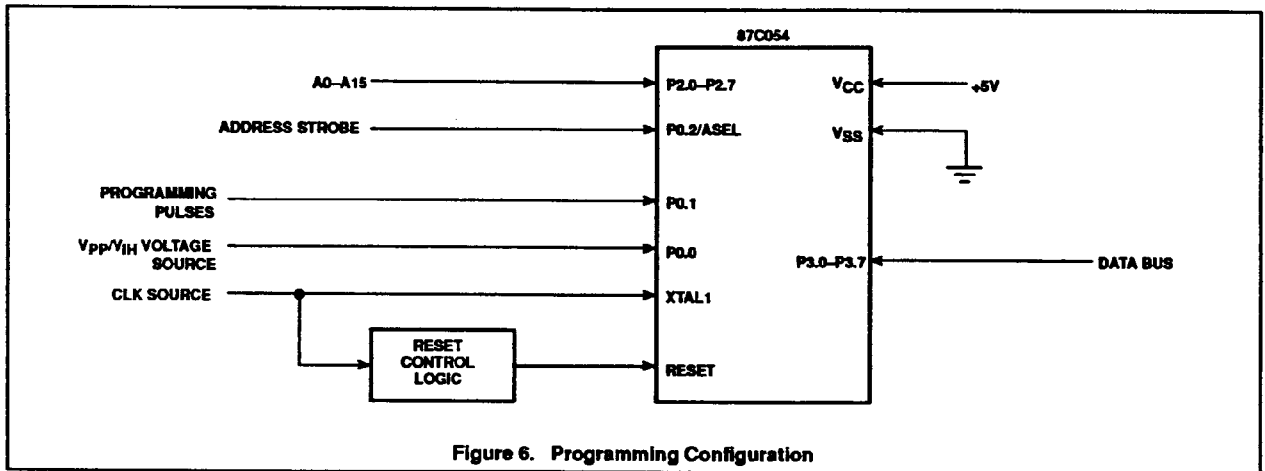 87C054
A0–A15
P2.0–P2.7
VCC
+5V
ADDRESS STROBE
P0.2/ASEL
VSS
PROGRAMMING
PULSES
P0.1
VPP/VIH VOLTAGE
SOURCE
P0.0
P3.0–P3.7
DATA BUS
CLK SOURCE
XTAL1
RESET
CONTROL
LOGIC
RESET
Figure 6. Programming Configuration